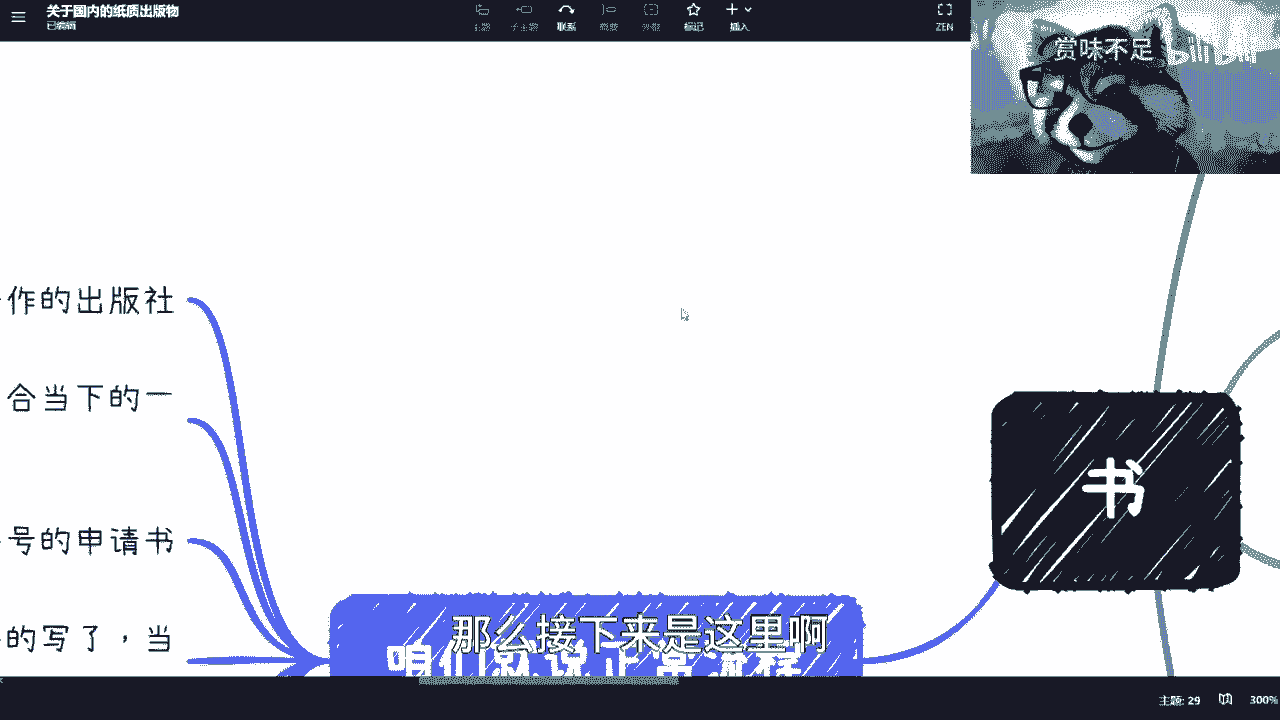 关于国内的纸质出版物
已编辑
主题
子主题
联系
概要
外框
标记
插入
ZEN
赏味不足 bilibili
作的出版社
合当下的一
号的申请书
的写了，当
书
咱们就说正常流程
那么接下来是这里啊
主题: 29
300%